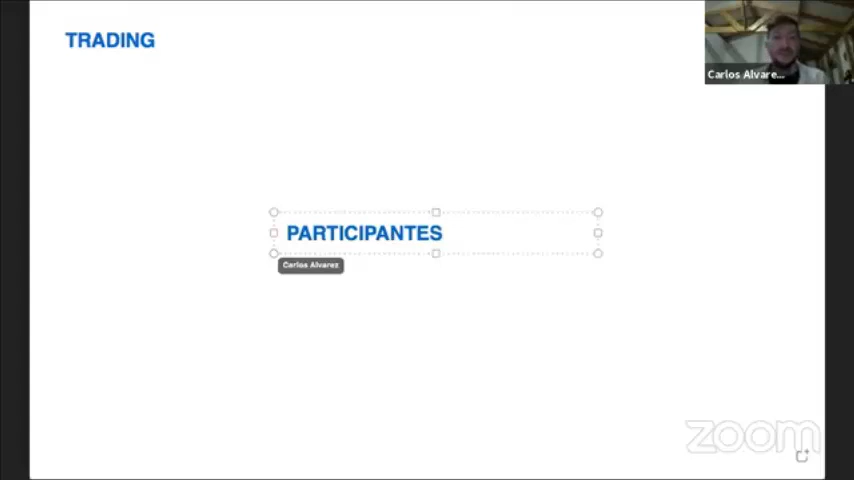 TRADING
Carlos Alvare...
PARTICIPANTES
Carlos Alvarez
zoom